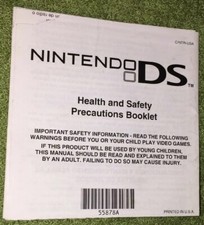 NINTENDO DS™
Health and Safety
Precautions Booklet
IMPORTANT SAFETY INFORMATION - READ THE FOLLOWING
WARNINGS BEFORE YOU OR YOUR CHILD PLAY VIDEO GAMES.
IF THIS PRODUCT WILL BE USED BY YOUNG CHILDREN,
THIS MANUAL SHOULD BE READ AND EXPLAINED TO THEM
BY AN ADULT. FAILING TO DO SO MAY CAUSE INJURY.
55878A
PRINTED IN U.S.A.